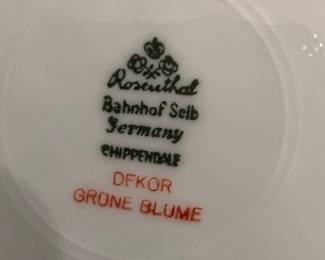 Rosenthal
Bahnhof Selb
Germany
CHIPPENDALE
DEKOR
GRÜNE BLUME